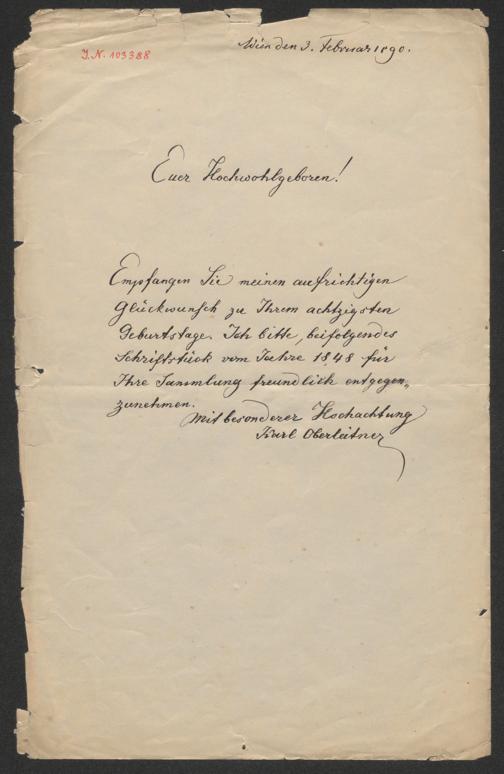 Wien den 3. Februar 1890.
J.N. 103388
Euer Hochwohlgeboren!
Empfangen Sie meinen aufrichtigen
Glückwunsch zu Ihrem achtzigsten
Geburtstage. Ich bitte, beifolgendes
Schriftstück vom Jahre 1848 für
Ihre Sammlung freundlich entgegen„
zunehmen.
Mit besonderer Hochachtung
Karl Oberleitner